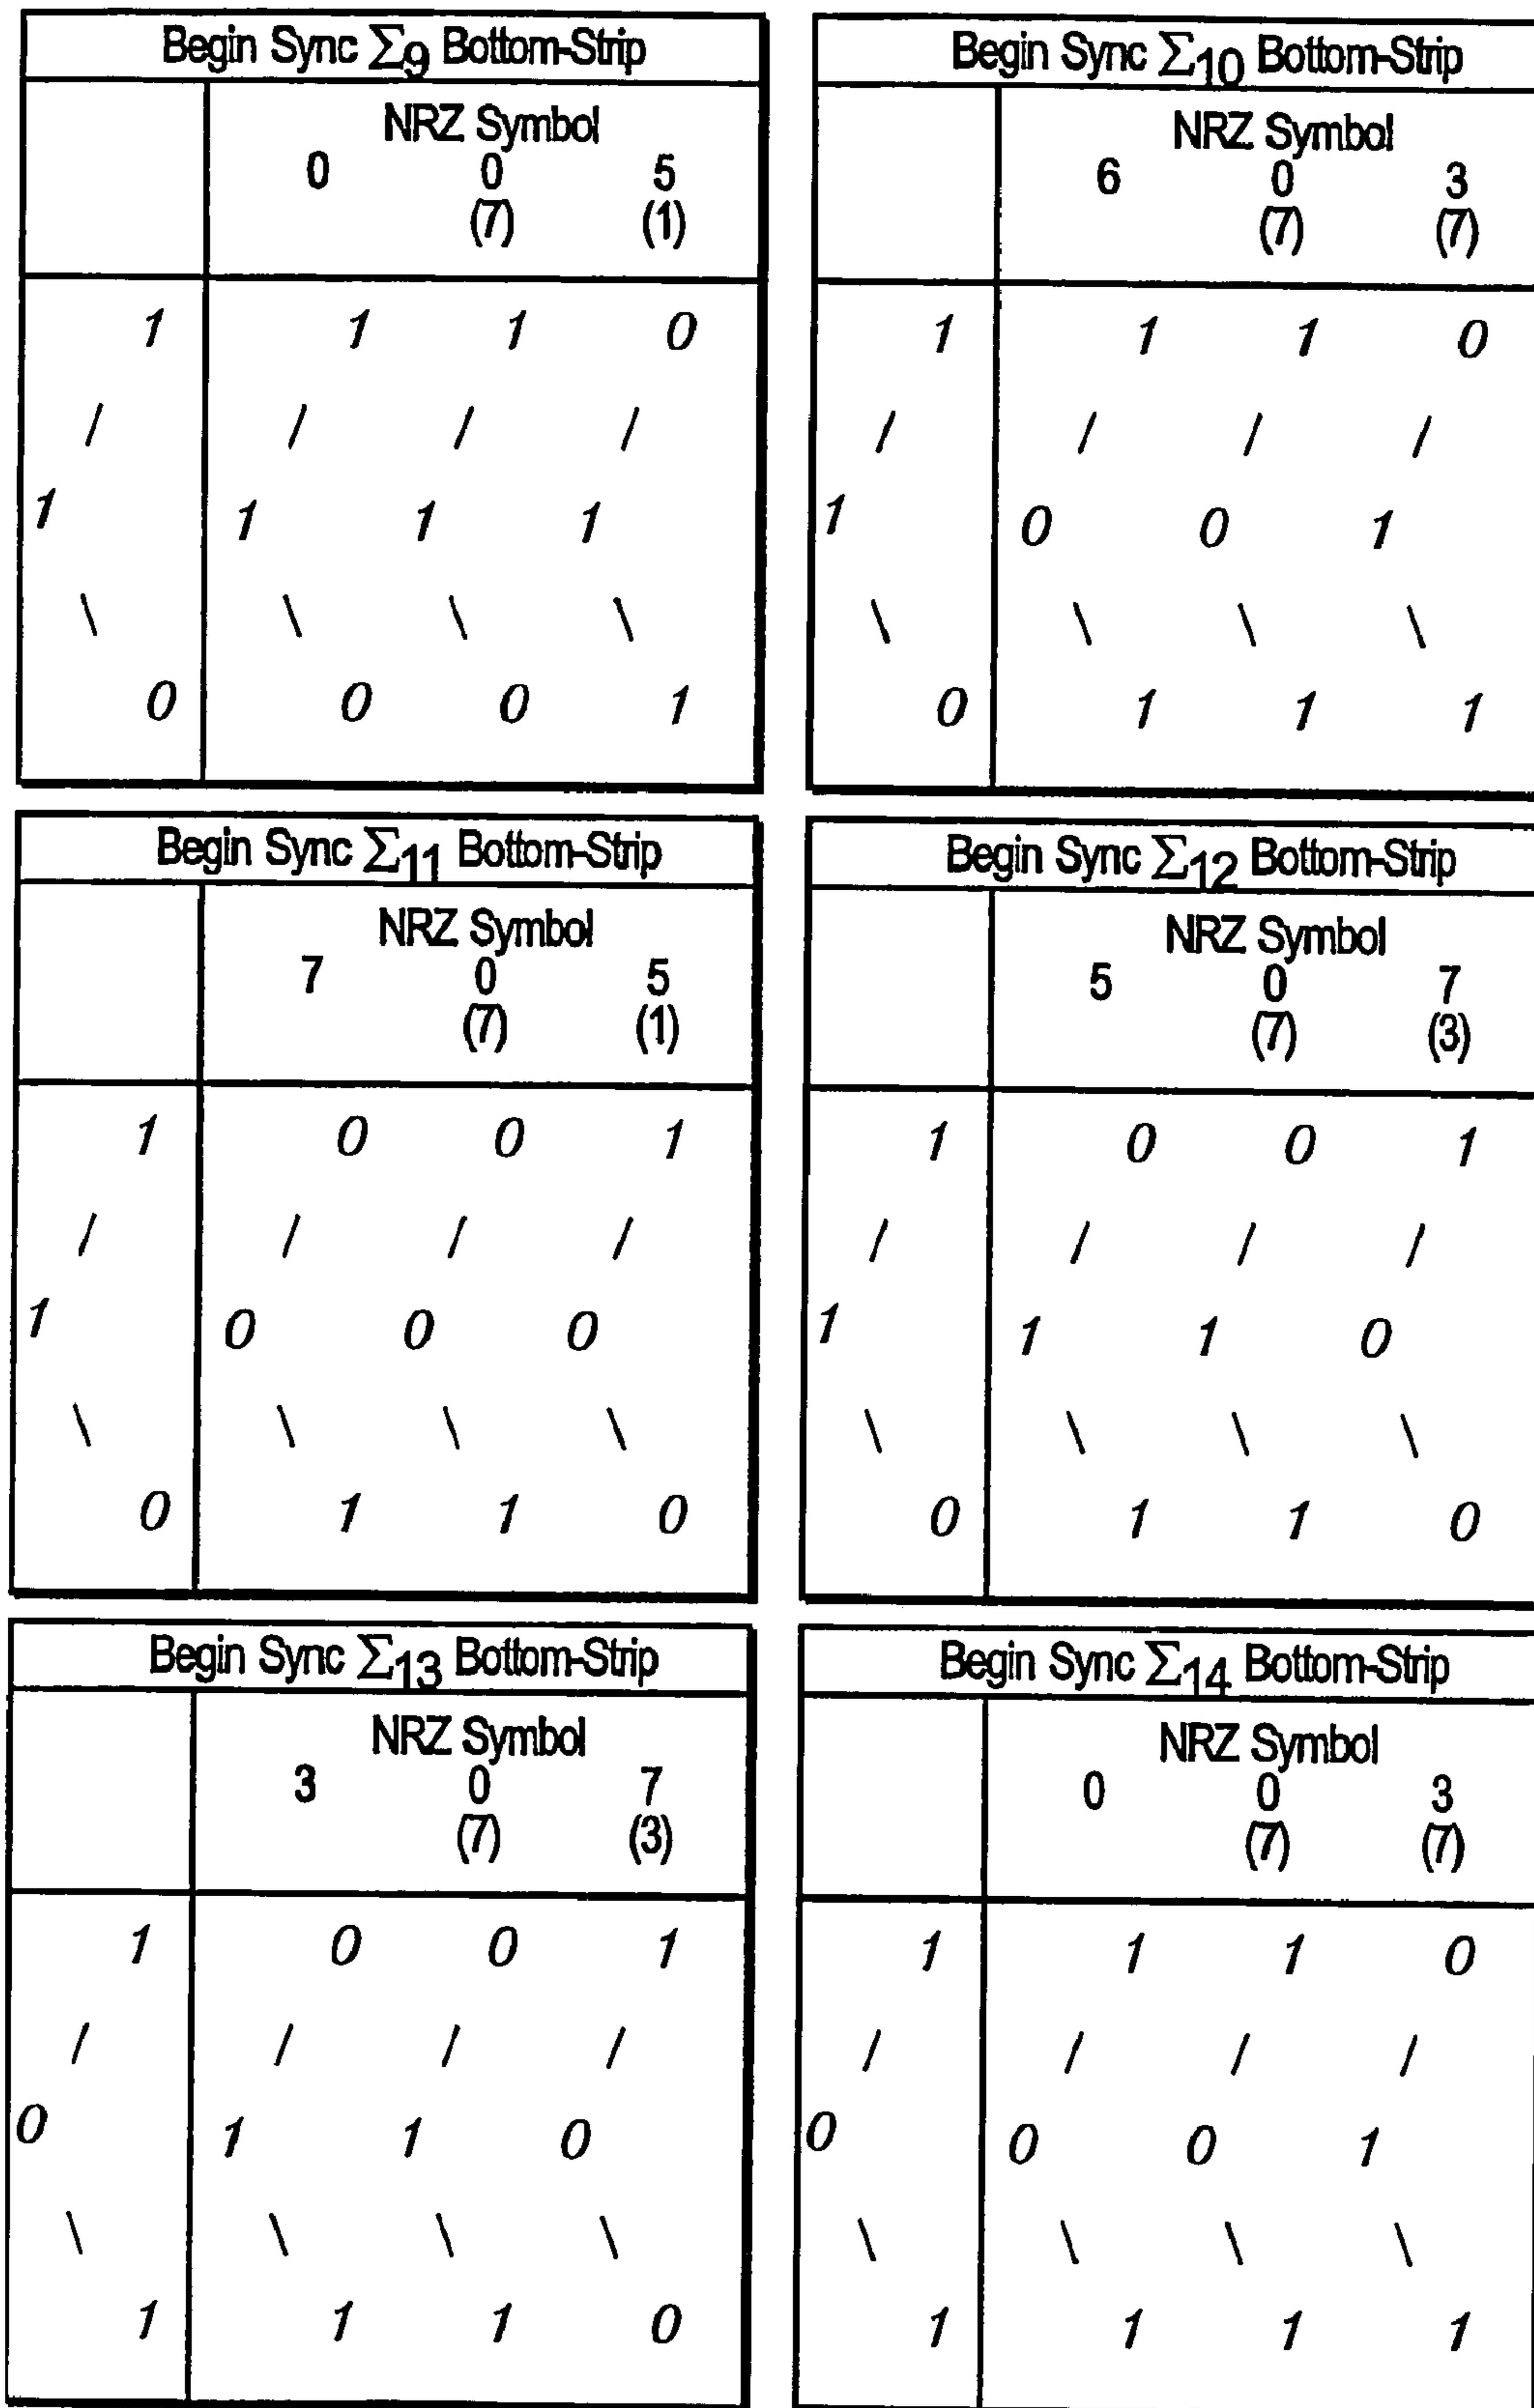 Begin Sync Σ9 Bottom-Strip
NRZ Symbol
0 0 5
(7) (1)
1 1 1 0
/ / / /
1 1 1 1
\ \ \ \
0 0 0 1
Begin Sync Σ10 Bottom-Strip
NRZ Symbol
6 0 3
(7) (7)
1 1 1 0
/ / / /
1 0 0 1
\ \ \ \
0 1 1 1
Begin Sync Σ11 Bottom-Strip
NRZ Symbol
7 0 5
(7) (1)
1 0 0 1
/ / / /
1 0 0 0
\ \ \ \
0 1 1 0
Begin Sync Σ12 Bottom-Strip
NRZ Symbol
5 0 7
(7) (3)
1 0 0 1
/ / / /
1 1 1 0
\ \ \ \
0 1 1 0
Begin Sync Σ13 Bottom-Strip
NRZ Symbol
3 0 7
(7) (3)
1 0 0 1
/ / / /
0 1 1 0
\ \ \ \
1 1 1 0
Begin Sync Σ14 Bottom-Strip
NRZ Symbol
0 0 3
(7) (7)
1 1 1 0
/ / / /
0 0 0 1
\ \ \ \
1 1 1 1